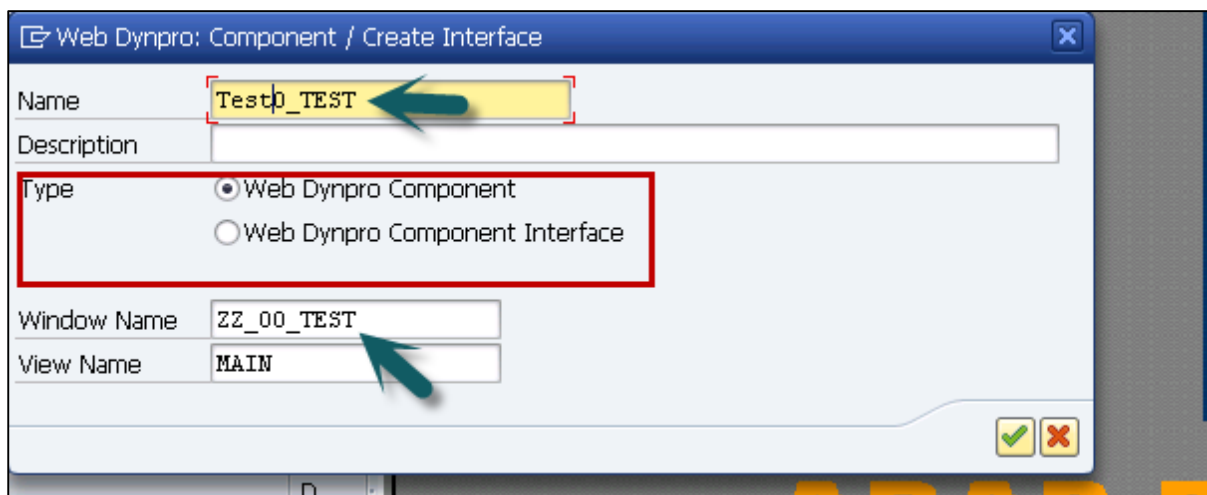 Web Dynpro: Component / Create Interface
Name Test0_TEST
Description
Type Web Dynpro Component
Web Dynpro Component Interface
Window Name ZZ_00_TEST
View Name MAIN